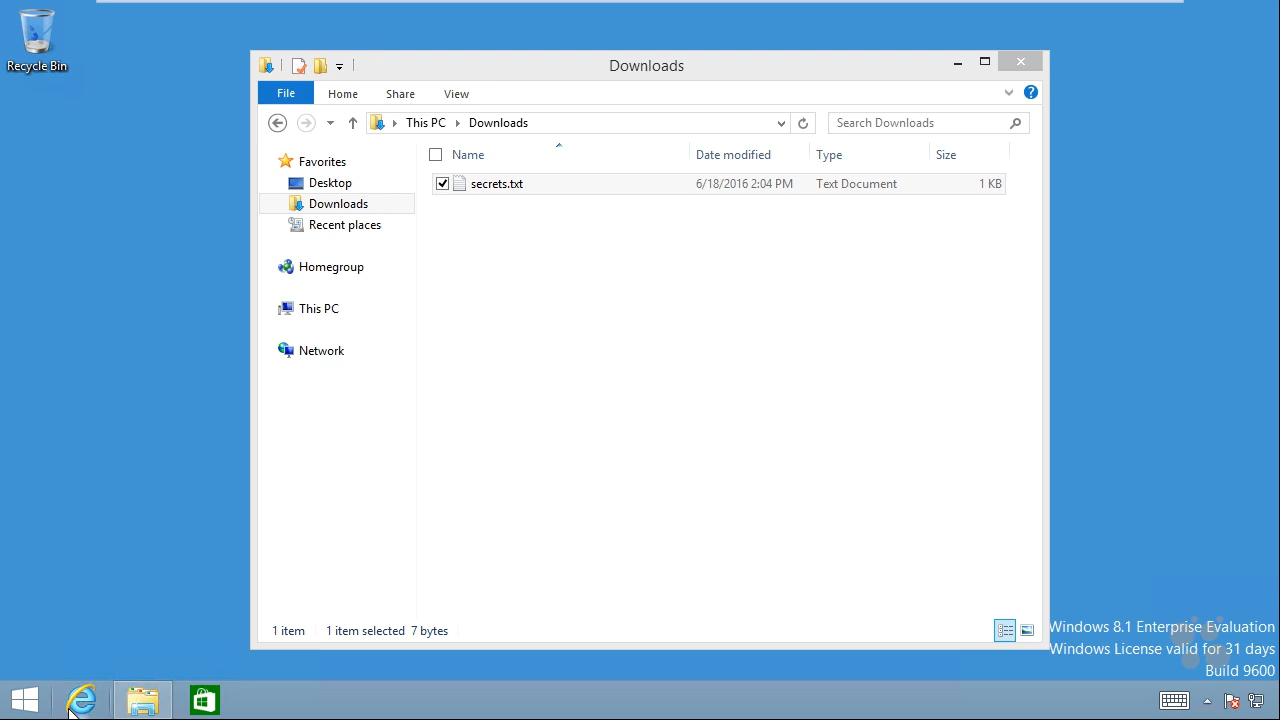 Recycle Bin
Downloads
File Home Share View
This PC Downloads
Search Downloads
Name Date modified Type Size
secrets.txt 6/18/2016 2:04 PM Text Document 1 KB
Favorites
Desktop
Downloads
Recent places
Homegroup
This PC
Network
1 item 1 item selected 7 bytes
Windows 8.1 Enterprise Evaluation
Windows License valid for 31 days
Build 9600